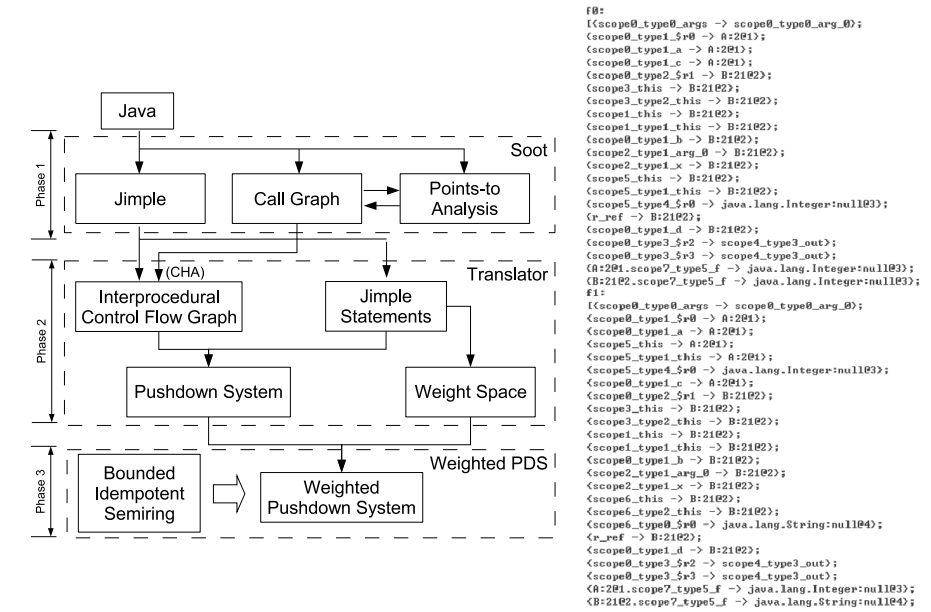 Java
Phase 1
Soot
Jimple
Call Graph
Points-to
Analysis
Phase 2
(CHA)
Translator
Interprocedural
Control Flow Graph
Jimple
Statements
Pushdown System
Weight Space
Phase 3
Weighted PDS
Bounded
Idempotent
Semiring
Weighted
Pushdown System
f0:
[(scope0_type0_args -> scope0_type0_arg_0);
(scope0_type1_$r0 -> A:2@1);
(scope0_type1_a -> A:2@1);
(scope0_type1_c -> A:2@1);
(scope0_type2_$r1 -> B:21@2);
(scope3_this -> B:21@2);
(scope3_type2_this -> B:21@2);
(scope1_this -> B:21@2);
(scope1_type1_this -> B:21@2);
(scope0_type1_b -> B:21@2);
(scope2_type1_arg_0 -> B:21@2);
(scope2_type1_x -> B:21@2);
(scope5_this -> B:21@2);
(scope5_type1_this -> B:21@2);
(scope5_type4_$r0 -> java.lang.Integer:null@3);
(r_ref -> B:21@2);
(scope0_type1_d -> B:21@2);
(scope0_type3_$r2 -> scope4_type3_out);
(scope0_type3_$r3 -> scope4_type3_out);
(A:2@1.scope7_type5_f -> java.lang.Integer:null@3);
(B:21@2.scope7_type5_f -> java.lang.Integer:null@3);
f1:
[(scope0_type0_args -> scope0_type0_arg_0);
(scope0_type1_$r0 -> A:2@1);
(scope0_type1_a -> A:2@1);
(scope5_this -> A:2@1);
(scope5_type1_this -> A:2@1);
(scope5_type4_$r0 -> java.lang.Integer:null@3);
(scope0_type1_c -> A:2@1);
(scope0_type2_$r1 -> B:21@2);
(scope3_this -> B:21@2);
(scope3_type2_this -> B:21@2);
(scope1_this -> B:21@2);
(scope1_type1_this -> B:21@2);
(scope0_type1_b -> B:21@2);
(scope2_type1_arg_0 -> B:21@2);
(scope2_type1_x -> B:21@2);
(scope6_this -> B:21@2);
(scope6_type2_this -> B:21@2);
(scope6_type0_$r0 -> java.lang.String:null@4);
(r_ref -> B:21@2);
(scope0_type1_d -> B:21@2);
(scope0_type3_$r2 -> scope4_type3_out);
(scope0_type3_$r3 -> scope4_type3_out);
(A:2@1.scope7_type5_f -> java.lang.Integer:null@3);
(B:21@2.scope7_type5_f -> java.lang.String:null@4);